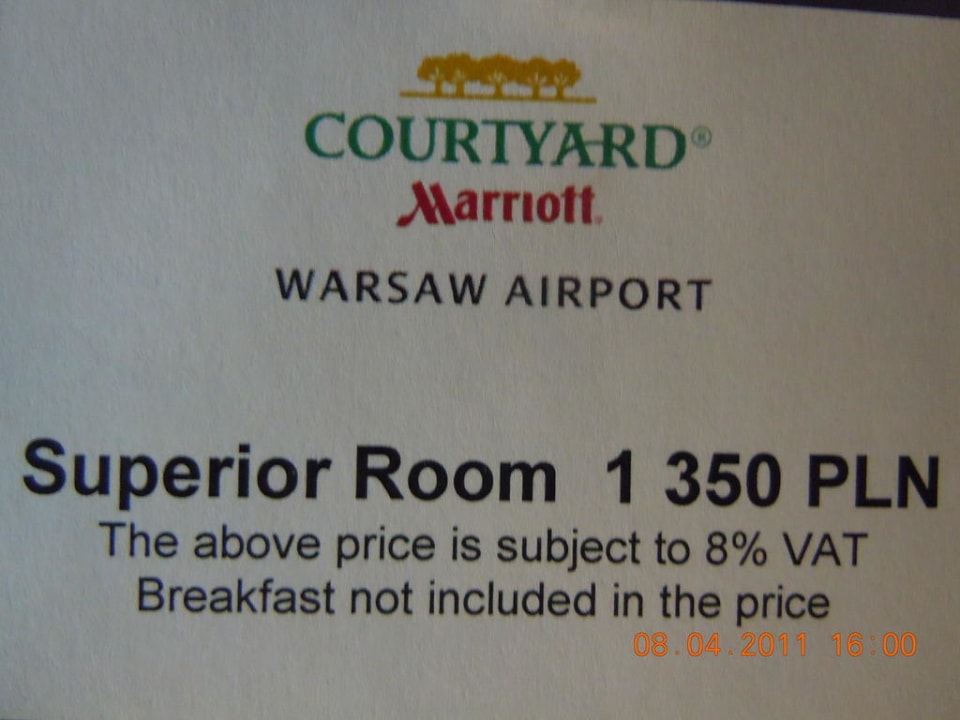 COURTYARD®
Marriott
WARSAW AIRPORT
Superior Room 1 350 PLN
The above price is subject to 8% VAT
Breakfast not included in the price
08.04.2011 16:00